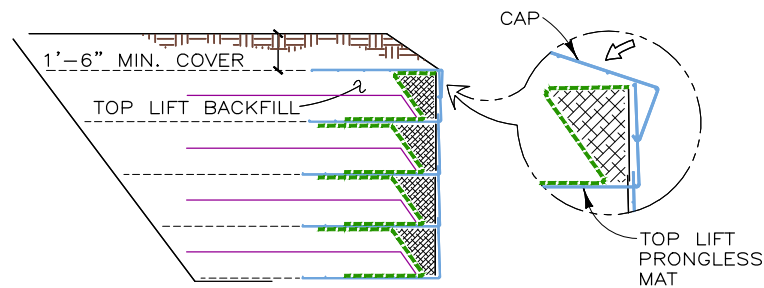 CAP
1'-6" MIN. COVER
TOP LIFT BACKFILL
TOP LIFT
PRONGLESS
MAT